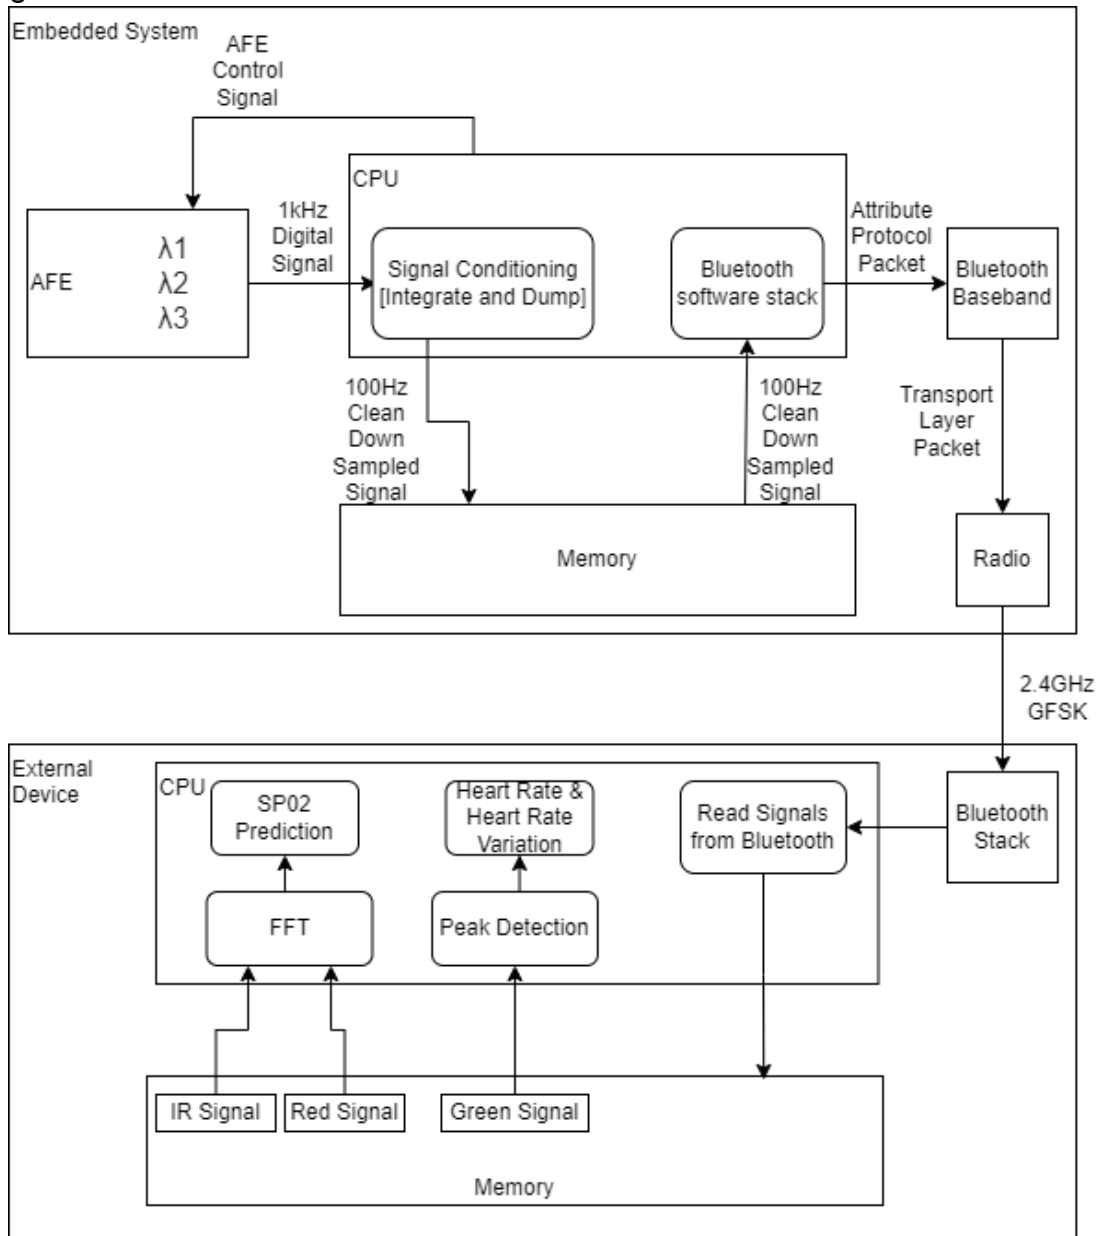 Embedded System
AFE
Control
Signal
CPU
AFE
λ1
λ2
λ3
1kHz
Digital
Signal
Signal Conditioning
[Integrate and Dump]
Bluetooth
software stack
Attribute
Protocol
Packet
Bluetooth
Baseband
100Hz
Clean
Down
Sampled
Signal
100Hz
Clean
Down
Sampled
Signal
Transport
Layer
Packet
Memory
Radio
2.4GHz
GFSK
External
Device
CPU
SP02
Prediction
Heart Rate &
Heart Rate
Variation
Read Signals
from Bluetooth
Bluetooth
Stack
FFT
Peak Detection
IR Signal
Red Signal
Green Signal
Memory